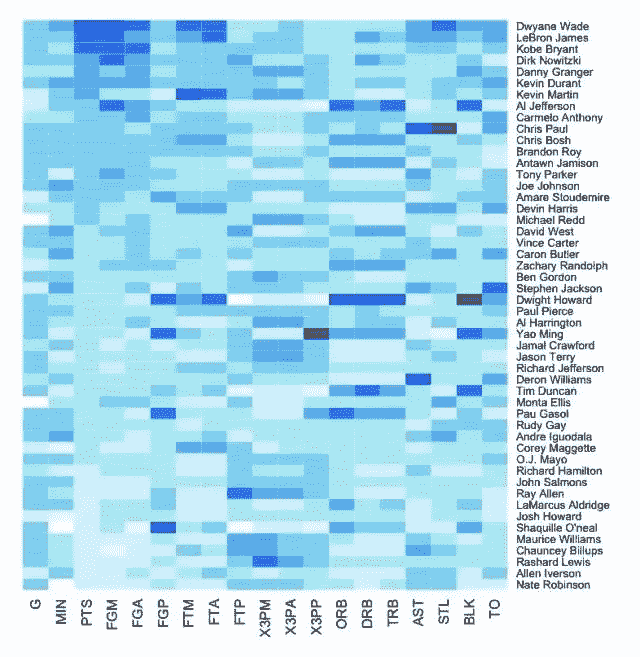 Dwyane Wade
LeBron James
Kobe Bryant
Dirk Nowitzki
Danny Granger
Kevin Durant
Kevin Martin
Al Jefferson
Carmelo Anthony
Chris Paul
Chris Bosh
Brandon Roy
Antawn Jamison
Tony Parker
Joe Johnson
Amare Stoudemire
Devin Harris
Michael Redd
David West
Vince Carter
Caron Butler
Zachary Randolph
Ben Gordon
Stephen Jackson
Dwight Howard
Paul Pierce
Al Harrington
Yao Ming
Jamal Crawford
Jason Terry
Richard Jefferson
Deron Williams
Tim Duncan
Monta Ellis
Pau Gasol
Rudy Gay
Andre Iguodala
Corey Maggette
O.J. Mayo
Richard Hamilton
John Salmons
Ray Allen
LaMarcus Aldridge
Josh Howard
Shaquille O'neal
Maurice Williams
Chauncey Billups
Rashard Lewis
Allen Iverson
Nate Robinson
G MIN PTS FGM FGA FGP FTM FTA FTP X3PM X3PA X3PP ORB DRB TRB AST STL BLK TO